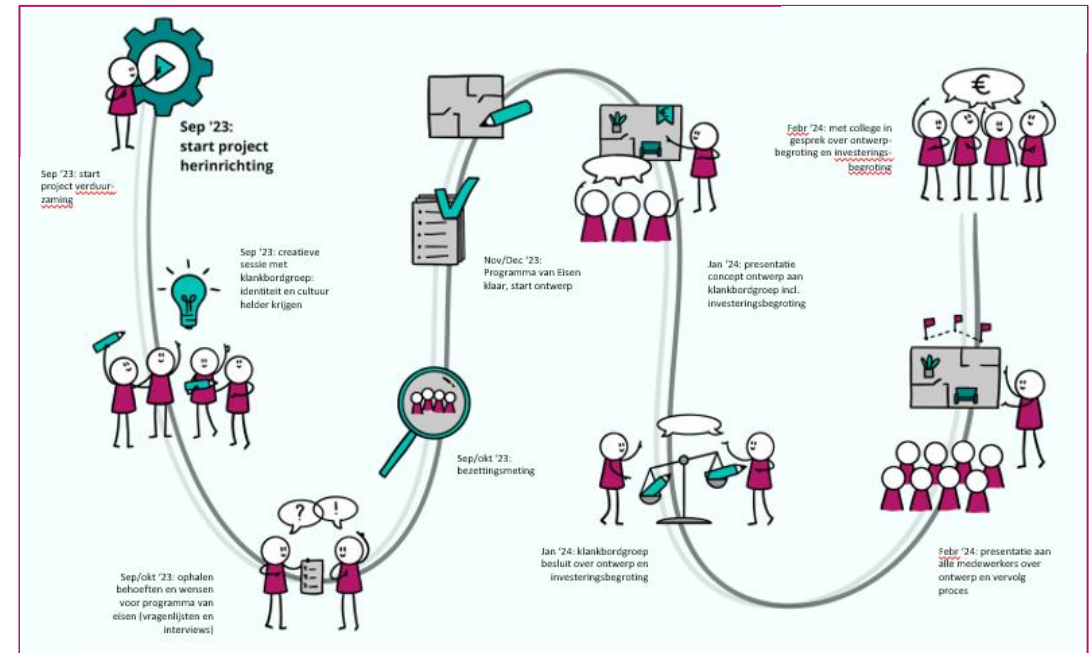 Sep '23:
start project
herinrichting
Sep '23: start
project verduur-
zaming
Sep '23: creatieve
sessie met
klankbordgroep:
identiteit en cultuur
helder krijgen
Sep/okt '23: ophalen
behoeften en wensen
voor programma van
eisen (vragenlijsten en
interviews)
? !
Sep/okt '23:
bezettingsmeting
Nov/Dec '23:
Programma van Eisen
klaar, start ontwerp
€
Jan '24: presentatie
concept ontwerp aan
klankbordgroep incl.
investeringsbegroting
Jan '24: klankbordgroep
besluit over ontwerp en
investeringsbegroting
Febr '24: presentatie aan
alle medewerkers over
ontwerp en vervolg
proces
Febr '24: met college in
gesprek over ontwerp-
begroting en investerings-
begroting
€